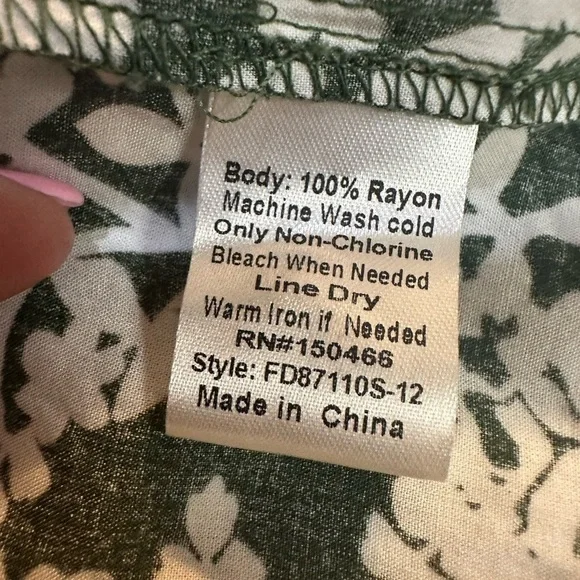 Body: 100% Rayon
Machine Wash cold
Only Non-Chlorine
Bleach When Needed
Line Dry
Warm Iron if Needed
RN#150466
Style: FD87110S-12
Made in China